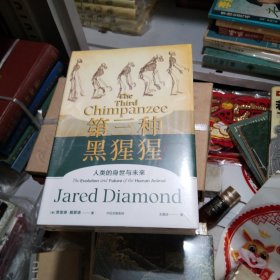 The
Third
Chimpanzee
第三种
黑猩猩
人类的身世与未来
The Evolution and Future of the Human Animal
Jared Diamond